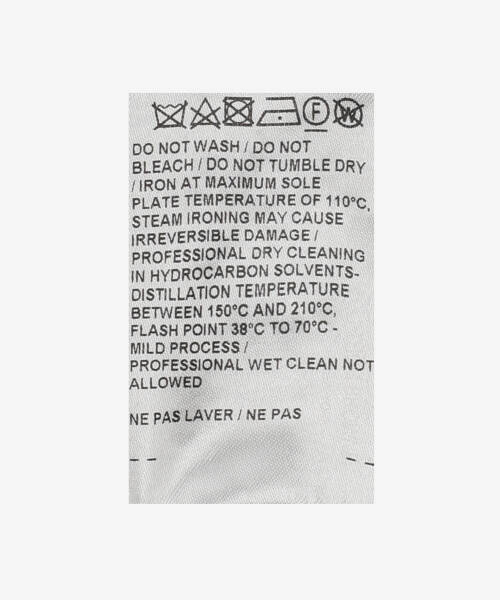 F W
DO NOT WASH / DO NOT
BLEACH / DO NOT TUMBLE DRY
/ IRON AT MAXIMUM SOLE
PLATE TEMPERATURE OF 110°C,
STEAM IRONING MAY CAUSE
IRREVERSIBLE DAMAGE /
PROFESSIONAL DRY CLEANING
IN HYDROCARBON SOLVENTS-
DISTILLATION TEMPERATURE
BETWEEN 150°C AND 210°C,
FLASH POINT 38°C TO 70°C -
MILD PROCESS /
PROFESSIONAL WET CLEAN NOT
ALLOWED
NE PAS LAVER / NE PAS